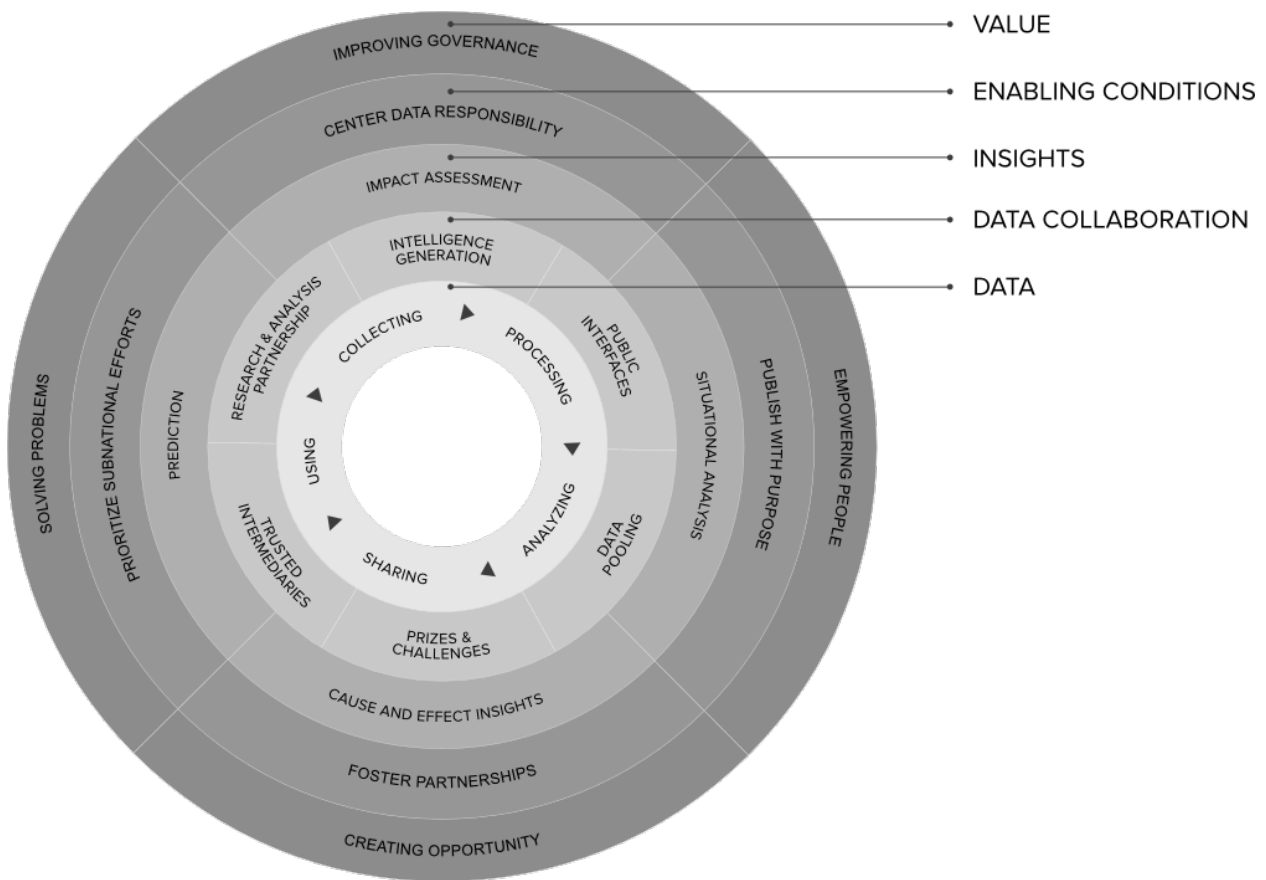 VALUE
ENABLING CONDITIONS
INSIGHTS
DATA COLLABORATION
DATA
IMPROVING GOVERNANCE
EMPOWERING PEOPLE
CREATING OPPORTUNITY
SOLVING PROBLEMS
CENTER DATA RESPONSIBILITY
PUBLISH WITH PURPOSE
FOSTER PARTNERSHIPS
PRIORITIZE SUBNATIONAL EFFORTS
IMPACT ASSESSMENT
SITUATIONAL ANALYSIS
CAUSE AND EFFECT INSIGHTS
PREDICTION
INTELLIGENCE
GENERATION
PUBLIC
INTERFACES
DATA
POOLING
PRIZES &
CHALLENGES
TRUSTED
INTERMEDIARIES
RESEARCH & ANALYSIS
PARTNERSHIP
COLLECTING
PROCESSING
ANALYZING
SHARING
USING